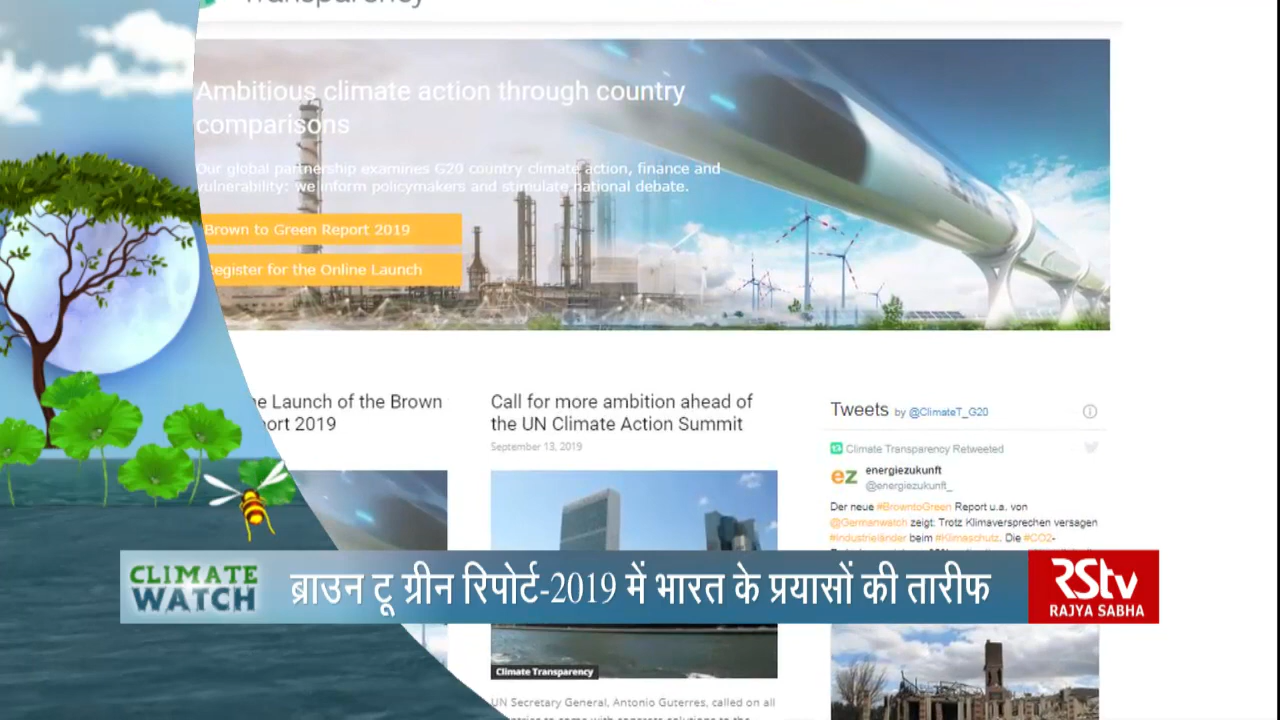 Transparency
Ambitious climate action through country
comparisons
Our global partnership examines G20 country climate action, finance and
vulnerability: we inform policymakers and stimulate national debate.
Brown to Green Report 2019
Register for the Online Launch
e Launch of the Brown
ort 2019
Call for more ambition ahead of
the UN Climate Action Summit
September 13, 2019
Climate Transparency
UN Secretary General, Antonio Guterres, called on all
Tweets by @ClimateT_G20
Climate Transparency Retweeted
ez energiezukunft
@energiezukunft_
Der neue #BrowntoGreen Report u.a. von
@Germanwatch zeigt: Trotz Klimaversprechen versagen
#Industrieländer beim #Klimaschutz. Die #CO2-
CLIMATE
WATCH
ब्राउन टू ग्रीन रिपोर्ट-2019 में भारत के प्रयासों की तारीफ
RStv
RAJYA SABHA